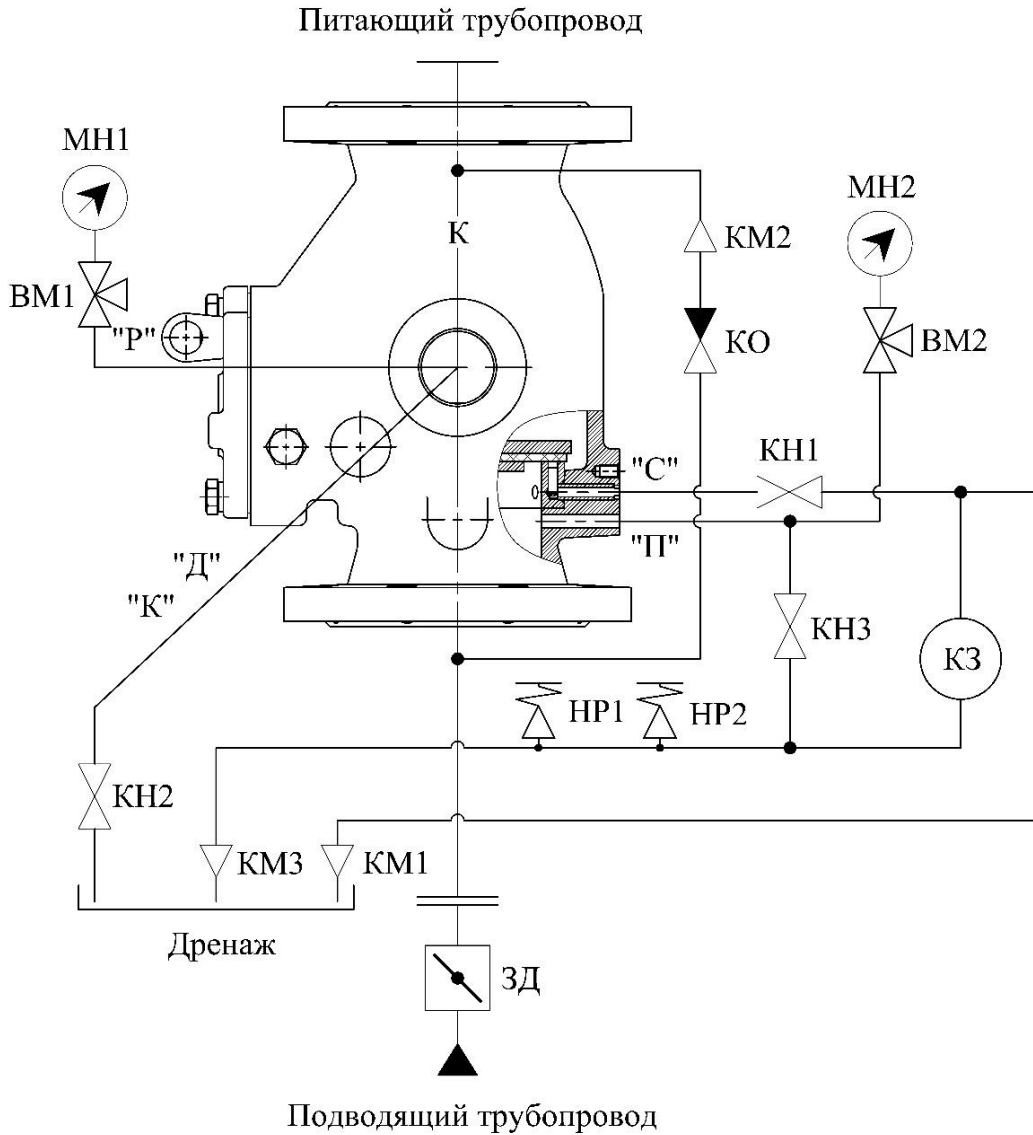 Питающий трубопровод
МН1
МН2
К
КМ2
ВМ1
"Р"
КО
ВМ2
"С"
КН1
"П"
"Д"
"К"
КН3
КЗ
НР1
НР2
КН2
КМ3
КМ1
Дренаж
ЗД
Подводящий трубопровод